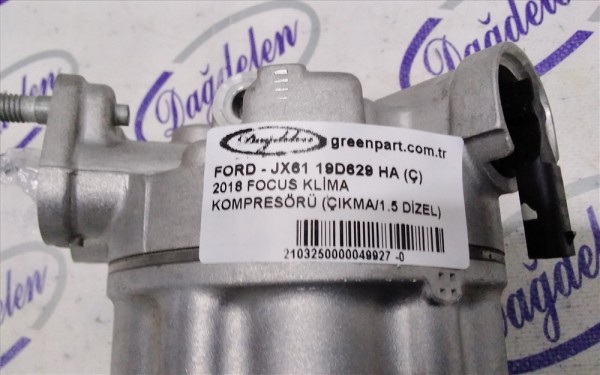 Dağdelen
Dağdelen
Dağdelen greenpart.com.tr
FORD - JX61 19D629 HA (Ç)
2018 FOCUS KLİMA
KOMPRESÖRÜ (ÇIKMA/1.5 DİZEL)
2103250000049927 -0
Dağdelen
Dağdelen